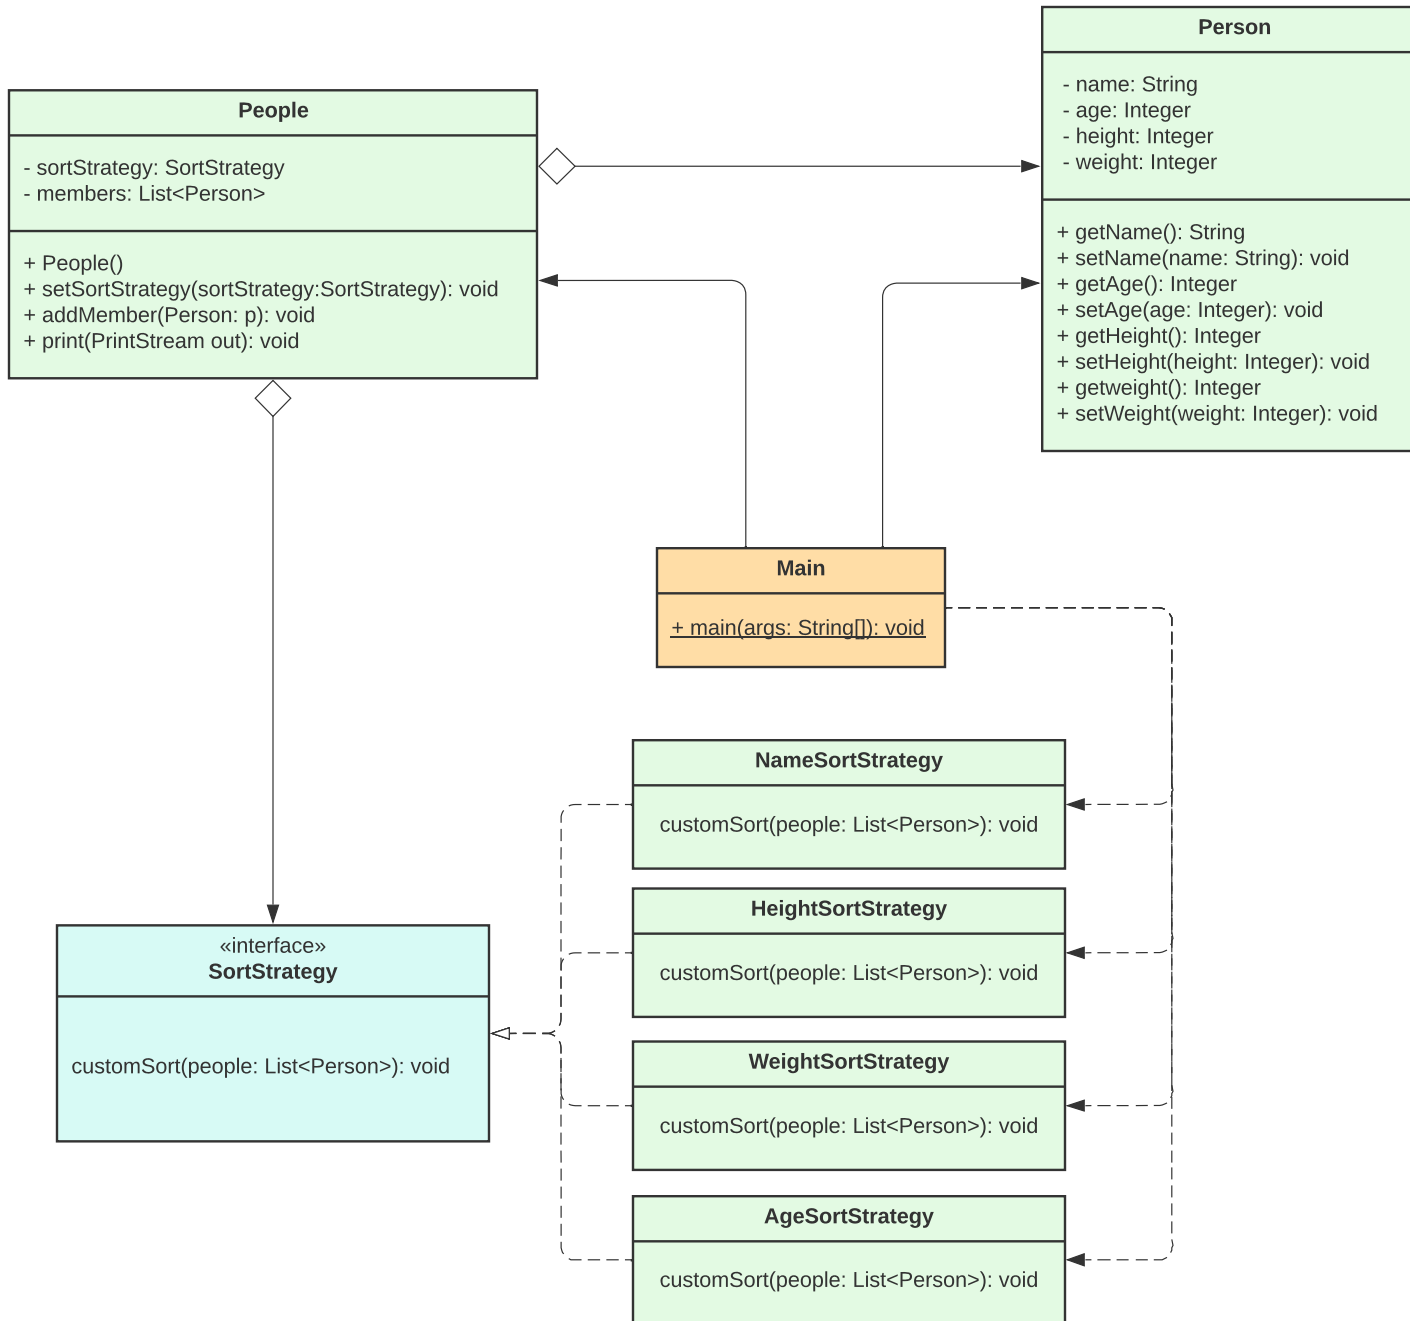 People
- sortStrategy: SortStrategy
- members: List<Person>
+ People()
+ setSortStrategy(sortStrategy:SortStrategy): void
+ addMember(Person: p): void
+ print(PrintStream out): void
Person
- name: String
- age: Integer
- height: Integer
- weight: Integer
+ getName(): String
+ setName(name: String): void
+ getAge(): Integer
+ setAge(age: Integer): void
+ getHeight(): Integer
+ setHeight(height: Integer): void
+ getweight(): Integer
+ setWeight(weight: Integer): void
Main
+ main(args: String[]): void
NameSortStrategy
customSort(people: List<Person>): void
HeightSortStrategy
customSort(people: List<Person>): void
«interface»
SortStrategy
customSort(people: List<Person>): void
WeightSortStrategy
customSort(people: List<Person>): void
AgeSortStrategy
customSort(people: List<Person>): void